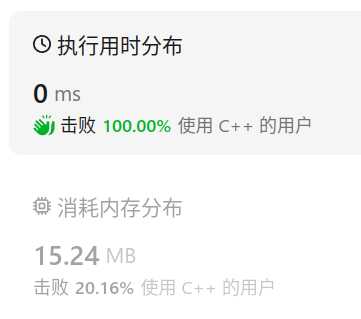 执行用时分布
0 ms
击败 100.00% 使用 C++ 的用户
消耗内存分布
15.24 MB
击败 20.16% 使用 C++ 的用户